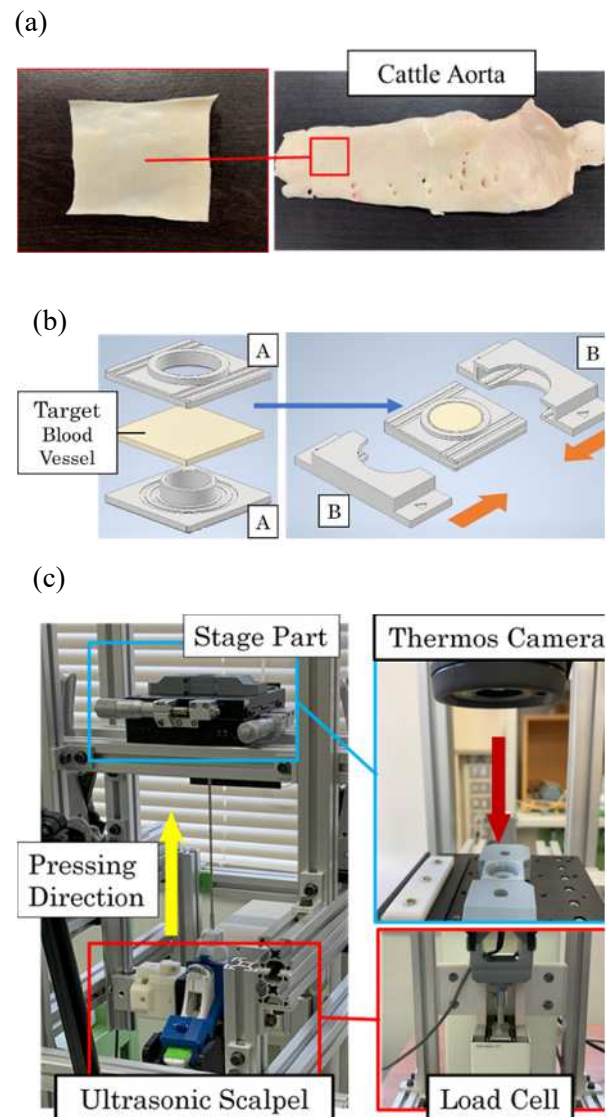 (a)
Cattle Aorta
(b)
A
B
Target
Blood
Vessel
A
B
(c)
Stage Part
Thermos Camera
Pressing
Direction
Ultrasonic Scalpel
Load Cell